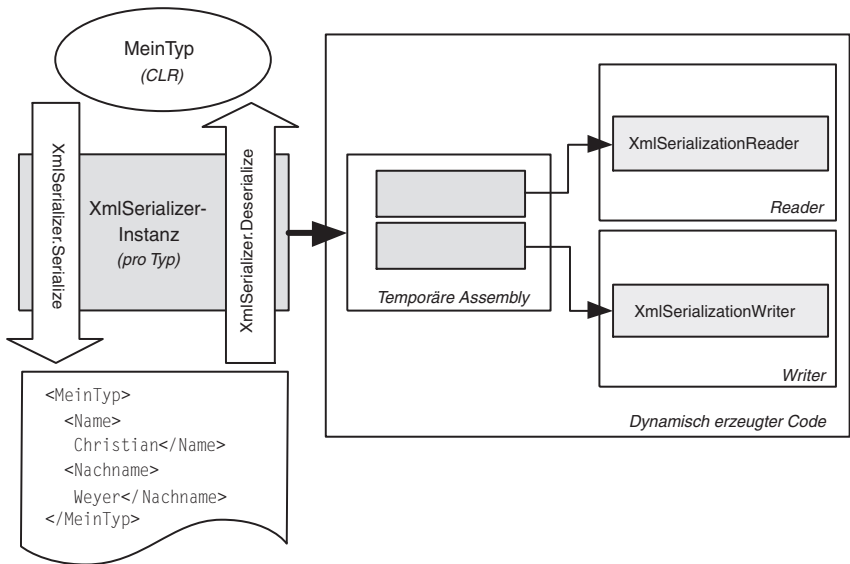 MeinTyp
(CLR)
XmlSerializer.Serialize
XmlSerializer-
Instanz
(pro Typ)
XmlSerializer.Deserialize
<MeinTyp>
<Name>
Christian</Name>
<Nachname>
Weyer</Nachname>
</MeinTyp>
Temporäre Assembly
XmlSerializationReader
Reader
XmlSerializationWriter
Writer
Dynamisch erzeugter Code